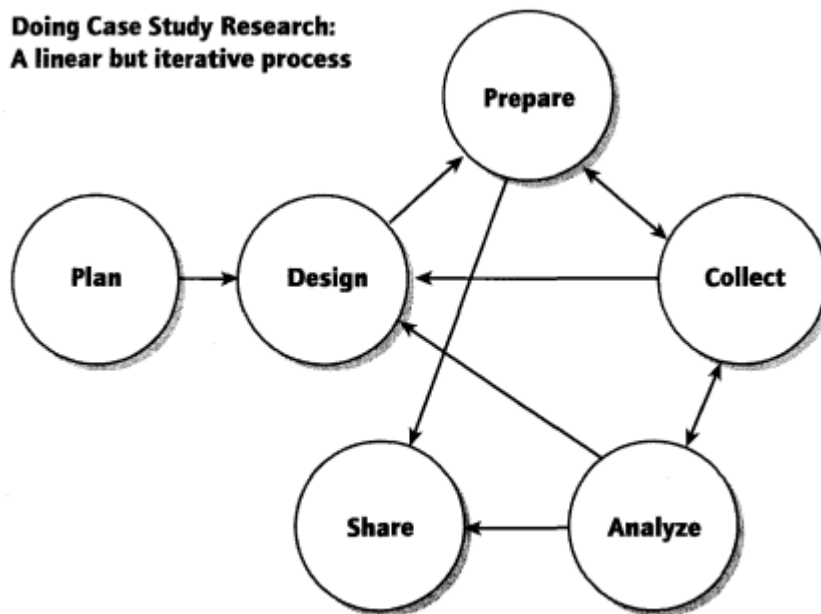 Doing Case Study Research:
A linear but iterative process
Prepare
Plan
Design
Collect
Share
Analyze